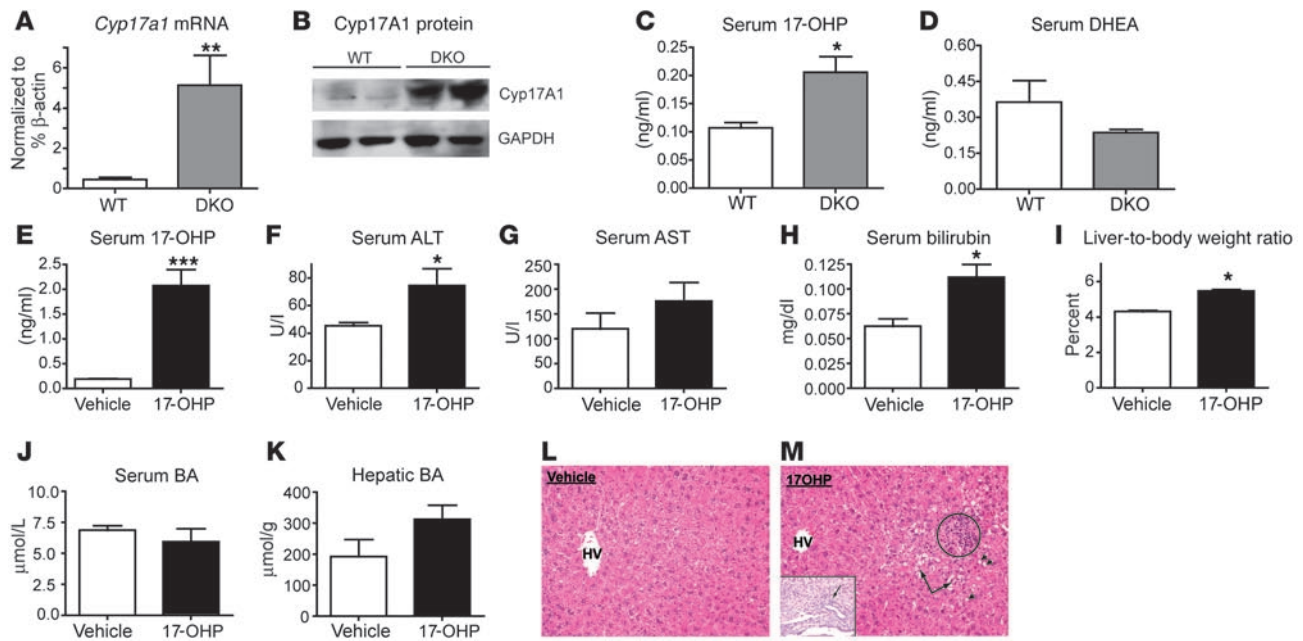 A
Cyp17a1 mRNA
Normalized to
% β-actin
6
4
2
0
**
WT
DKO
B
Cyp17A1 protein
WT
DKO
Cyp17A1
GAPDH
C
Serum 17-OHP
(ng/ml)
0.25
0.20
0.15
0.10
0.05
0.00
*
WT
DKO
D
Serum DHEA
(ng/ml)
0.60
0.45
0.30
0.15
0.00
WT
DKO
E
Serum 17-OHP
(ng/ml)
2.5
2.0
1.5
1.0
0.5
0.0
***
Vehicle
17-OHP
F
Serum ALT
U/l
80
60
40
20
0
*
Vehicle
17-OHP
G
Serum AST
U/l
250
200
150
100
50
0
Vehicle
17-OHP
H
Serum bilirubin
mg/dl
0.125
0.100
0.075
0.050
0.025
0.000
*
Vehicle
17-OHP
I
Liver-to-body weight ratio
Percent
6
4
2
0
*
Vehicle
17-OHP
J
Serum BA
μmol/L
10.0
7.5
5.0
2.5
0.0
Vehicle
17-OHP
K
Hepatic BA
μmol/g
400
300
200
100
0
Vehicle
17-OHP
L
Vehicle
HV
M
17OHP
HV